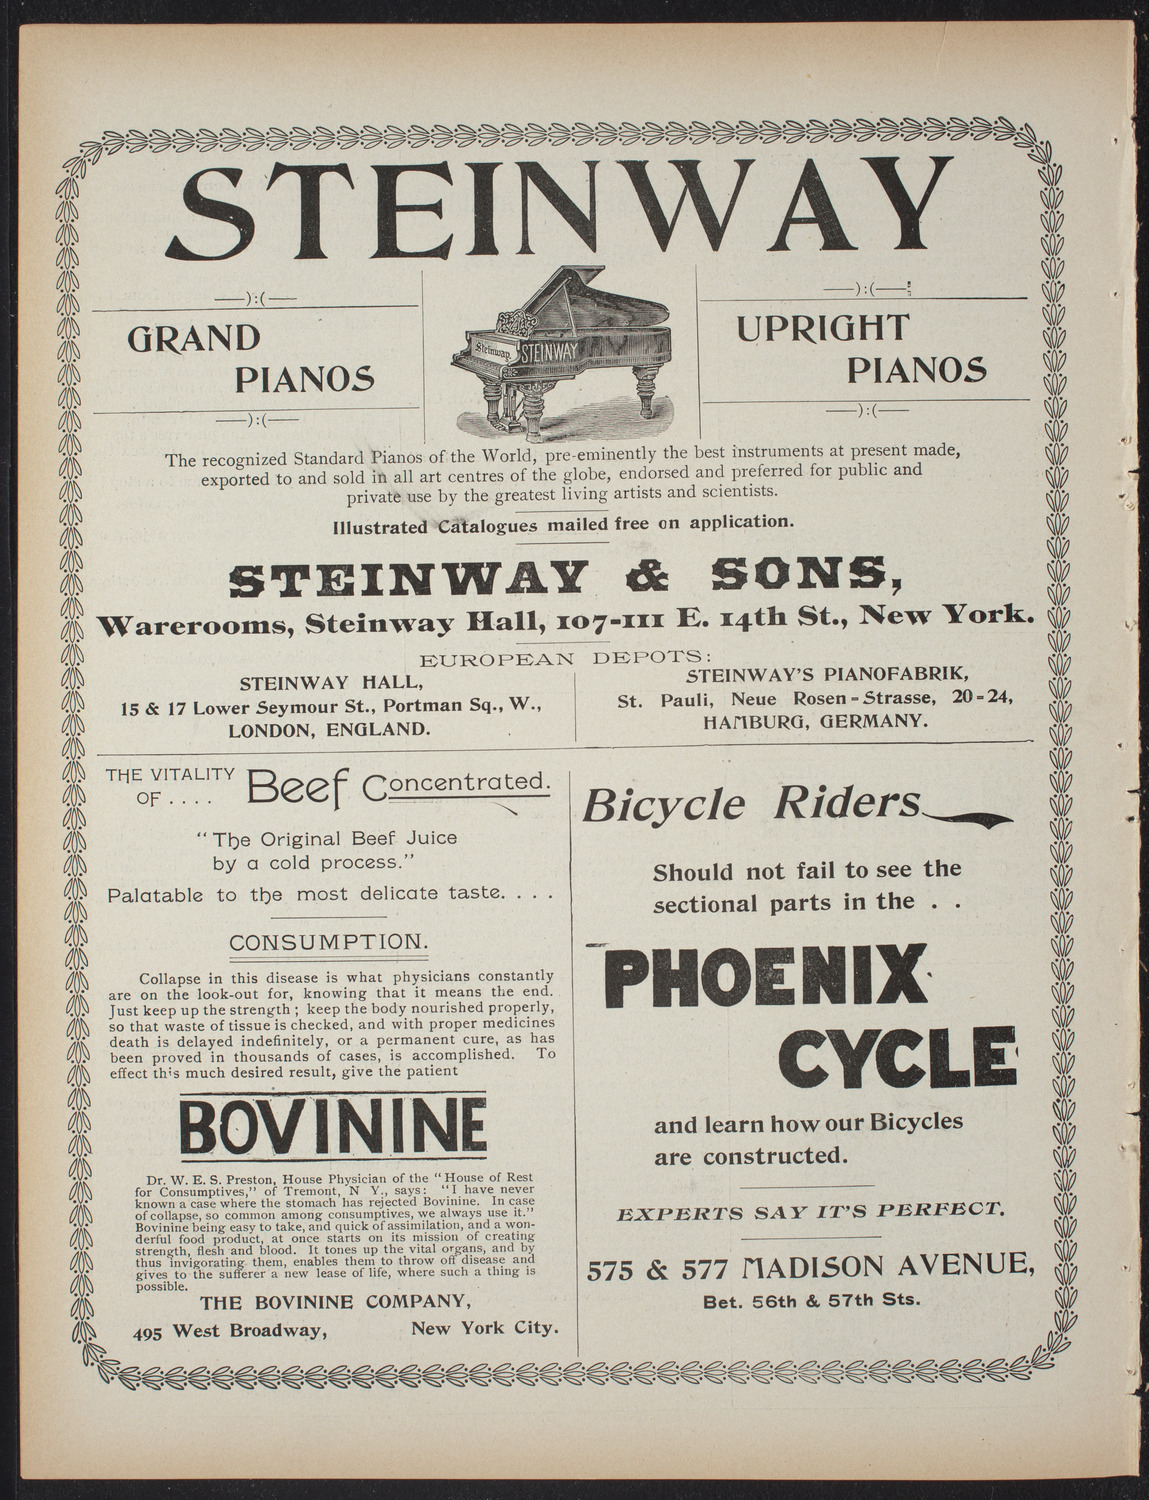 STEINWAY
——):(——
GRAND
PIANOS
——):(——
Steinway
STEINWAY
——):(——
UPRIGHT
PIANOS
——):(——
The recognized Standard Pianos of the World, pre-eminently the best instruments at present made,
exported to and sold in all art centres of the globe, endorsed and preferred for public and
private use by the greatest living artists and scientists.
Illustrated Catalogues mailed free on application.
STEINWAY & SONS,
Warerooms, Steinway Hall, 107-111 E. 14th St., New York.
EUROPEAN DEPOTS:
STEINWAY HALL,
15 & 17 Lower Seymour St., Portman Sq., W.,
LONDON, ENGLAND.
STEINWAY'S PIANOFABRIK,
St. Pauli, Neue Rosen-Strasse, 20-24,
HAMBURG, GERMANY.
THE VITALITY
OF . . . .
Beef Concentrated.
"The Original Beef Juice
by a cold process."
Palatable to the most delicate taste. . . .
CONSUMPTION.
Collapse in this disease is what physicians constantly
are on the look-out for, knowing that it means the end.
Just keep up the strength; keep the body nourished properly,
so that waste of tissue is checked, and with proper medicines
death is delayed indefinitely, or a permanent cure, as has
been proved in thousands of cases, is accomplished. To
effect this much desired result, give the patient
BOVININE
Dr. W. E. S. Preston, House Physician of the "House of Rest
for Consumptives," of Tremont, N Y., says: "I have never
known a case where the stomach has rejected Bovinine. In case
of collapse, so common among consumptives, we always use it."
Bovinine being easy to take, and quick of assimilation, and a won-
derful food product, at once starts on its mission of creating
strength, flesh and blood. It tones up the vital organs, and by
thus invigorating them, enables them to throw off disease and
gives to the sufferer a new lease of life, where such a thing is
possible.
THE BOVININE COMPANY,
495 West Broadway, New York City.
Bicycle Riders
Should not fail to see the
sectional parts in the . .
PHOENIX
CYCLE
and learn how our Bicycles
are constructed.
EXPERTS SAY IT'S PERFECT.
575 & 577 MADISON AVENUE,
Bet. 56th & 57th Sts.